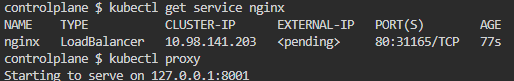 controlplane $ kubectl get service nginx
NAME    TYPE           CLUSTER-IP      EXTERNAL-IP   PORT(S)        AGE
nginx   LoadBalancer   10.98.141.203   <pending>     80:31165/TCP   77s
controlplane $ kubectl proxy
Starting to serve on 127.0.0.1:8001